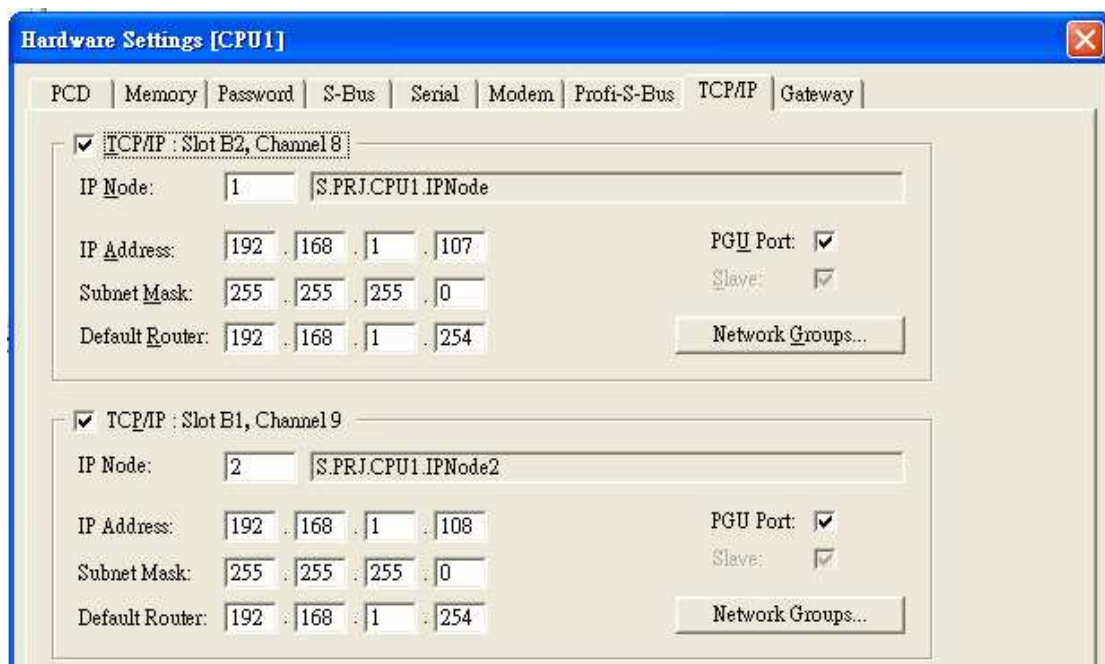 Hardware Settings [CPU1]
PCD Memory Password S-Bus Serial Modem Profi-S-Bus TCP/IP Gateway
TCP/IP : Slot B2, Channel 8
IP Node: 1 S.PRJ.CPU1.IPNode
IP Address: 192 . 168 . 1 . 107 PGU Port:
Slave:
Subnet Mask: 255 . 255 . 255 . 0
Default Router: 192 . 168 . 1 . 254 Network Groups...
TCP/IP : Slot B1, Channel 9
IP Node: 2 S.PRJ.CPU1.IPNode2
IP Address: 192 . 168 . 1 . 108 PGU Port:
Slave:
Subnet Mask: 255 . 255 . 255 . 0
Default Router: 192 . 168 . 1 . 254 Network Groups...